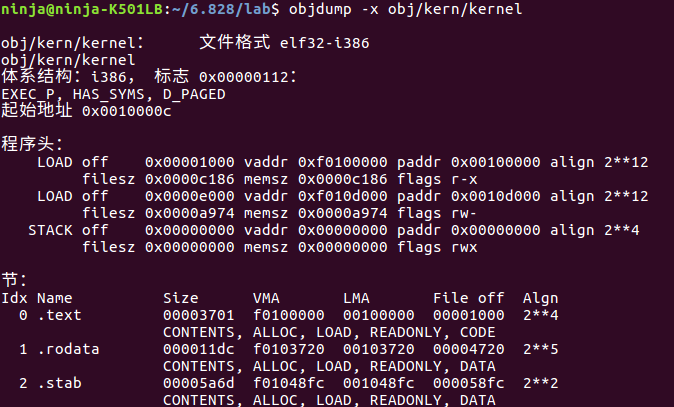 ninja@ninja-K501LB:~/6.828/lab$ objdump -x obj/kern/kernel

obj/kern/kernel：     文件格式 elf32-i386
obj/kern/kernel
体系结构：i386， 标志 0x00000112：
EXEC_P, HAS_SYMS, D_PAGED
起始地址 0x0010000c

程序头：
    LOAD off    0x00001000 vaddr 0xf0100000 paddr 0x00100000 align 2**12
         filesz 0x0000c186 memsz 0x0000c186 flags r-x
    LOAD off    0x0000e000 vaddr 0xf010d000 paddr 0x0010d000 align 2**12
         filesz 0x0000a974 memsz 0x0000a974 flags rw-
   STACK off    0x00000000 vaddr 0x00000000 paddr 0x00000000 align 2**4
         filesz 0x00000000 memsz 0x00000000 flags rwx

节：
Idx Name          Size      VMA       LMA       File off  Algn
  0 .text         00003701  f0100000  00100000  00001000  2**4
                  CONTENTS, ALLOC, LOAD, READONLY, CODE
  1 .rodata       000011dc  f0103720  00103720  00004720  2**5
                  CONTENTS, ALLOC, LOAD, READONLY, DATA
  2 .stab         00005a6d  f01048fc  001048fc  000058fc  2**2
                  CONTENTS, ALLOC, LOAD, READONLY, DATA